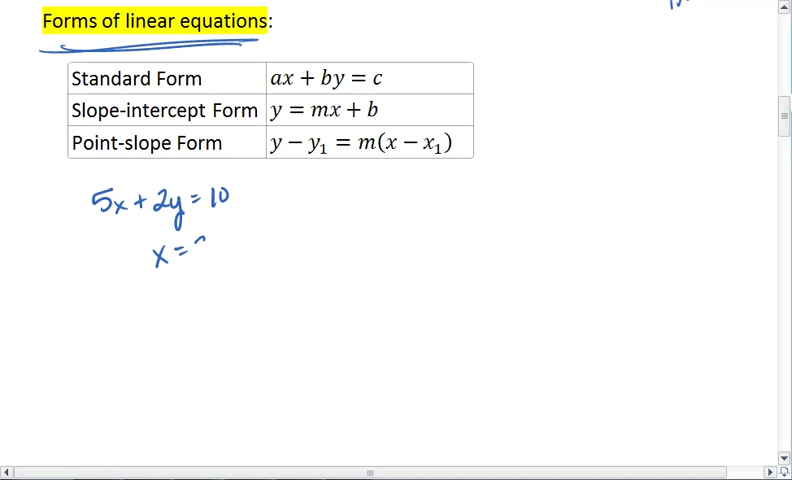 Forms of linear equations:
Standard Form ax + by = c
Slope-intercept Form y = mx + b
Point-slope Form y − y₁ = m(x − x₁)
5x + 2y = 10
x =